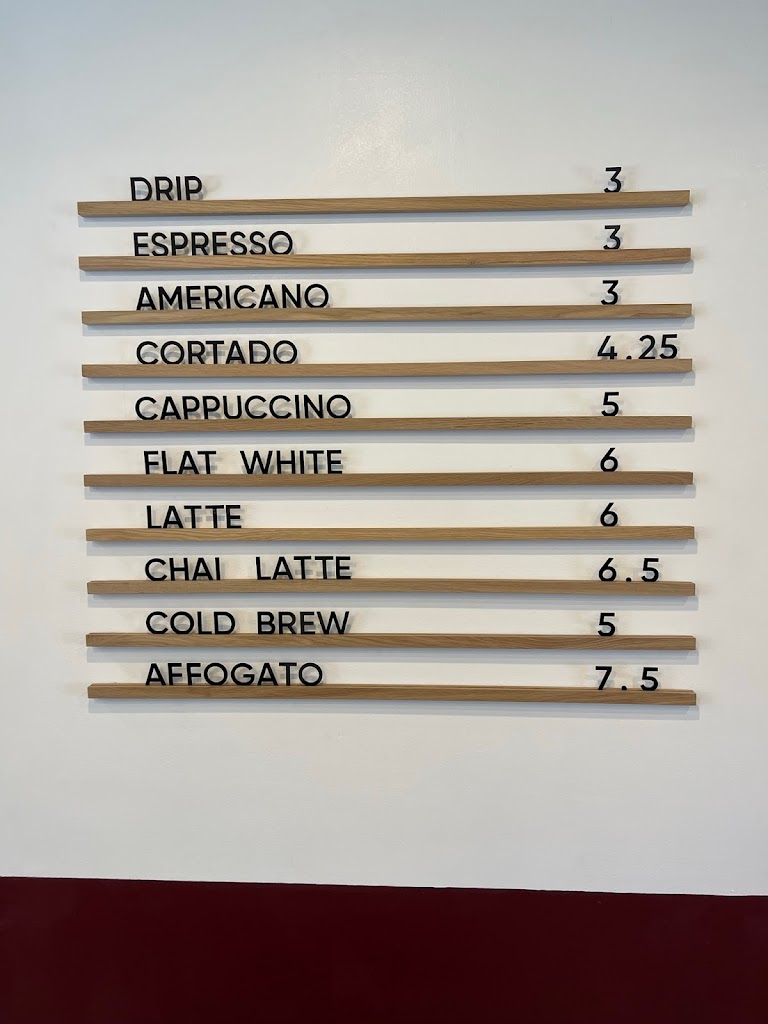 DRIP 3
ESPRESSO 3
AMERICANO 3
CORTADO 4.25
CAPPUCCINO 5
FLAT WHITE 6
LATTE 6
CHAI LATTE 6.5
COLD BREW 5
AFFOGATO 7.5